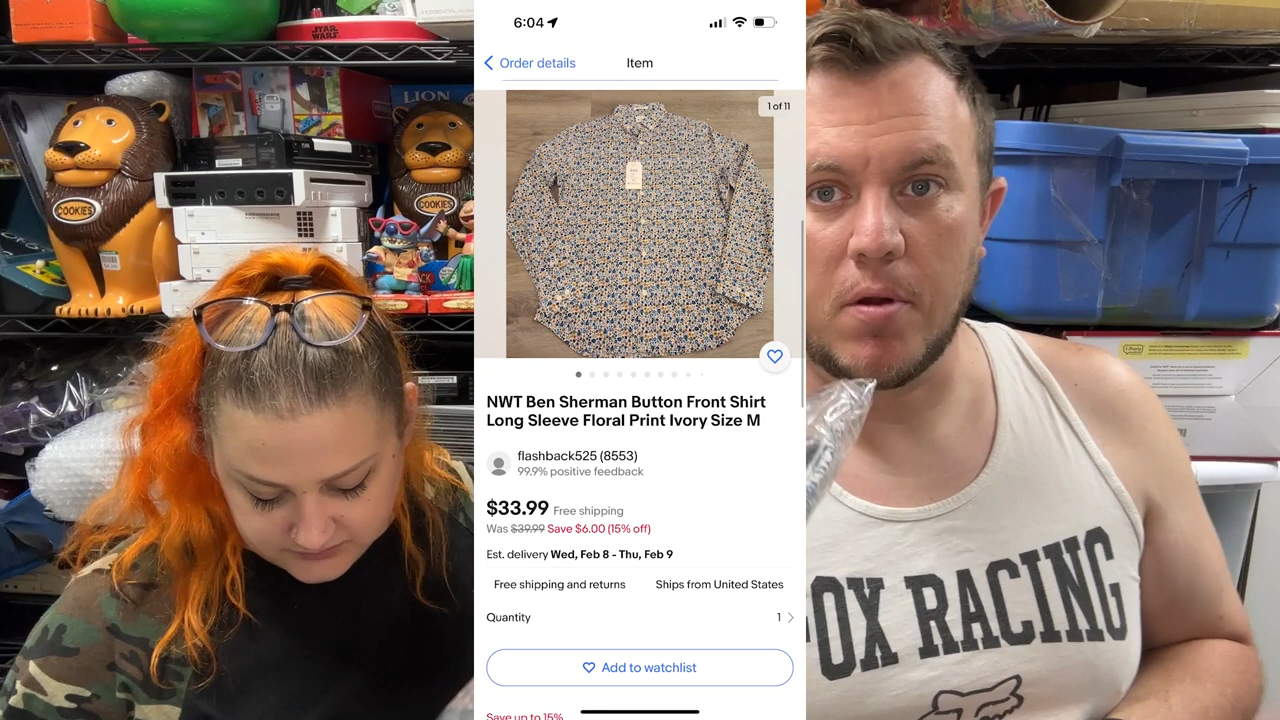 STAR
WARS
LION
COOKIES
COOKIES
6:04
Order details
Item
1 of 11
NWT Ben Sherman Button Front Shirt
Long Sleeve Floral Print Ivory Size M
flashback525 (8553)
99.9% positive feedback
$33.99 Free shipping
Was $39.99 Save $6.00 (15% off)
Est. delivery Wed, Feb 8 - Thu, Feb 9
Free shipping and returns
Ships from United States
Quantity
1
Add to watchlist
Save up to 15%
OX RACING